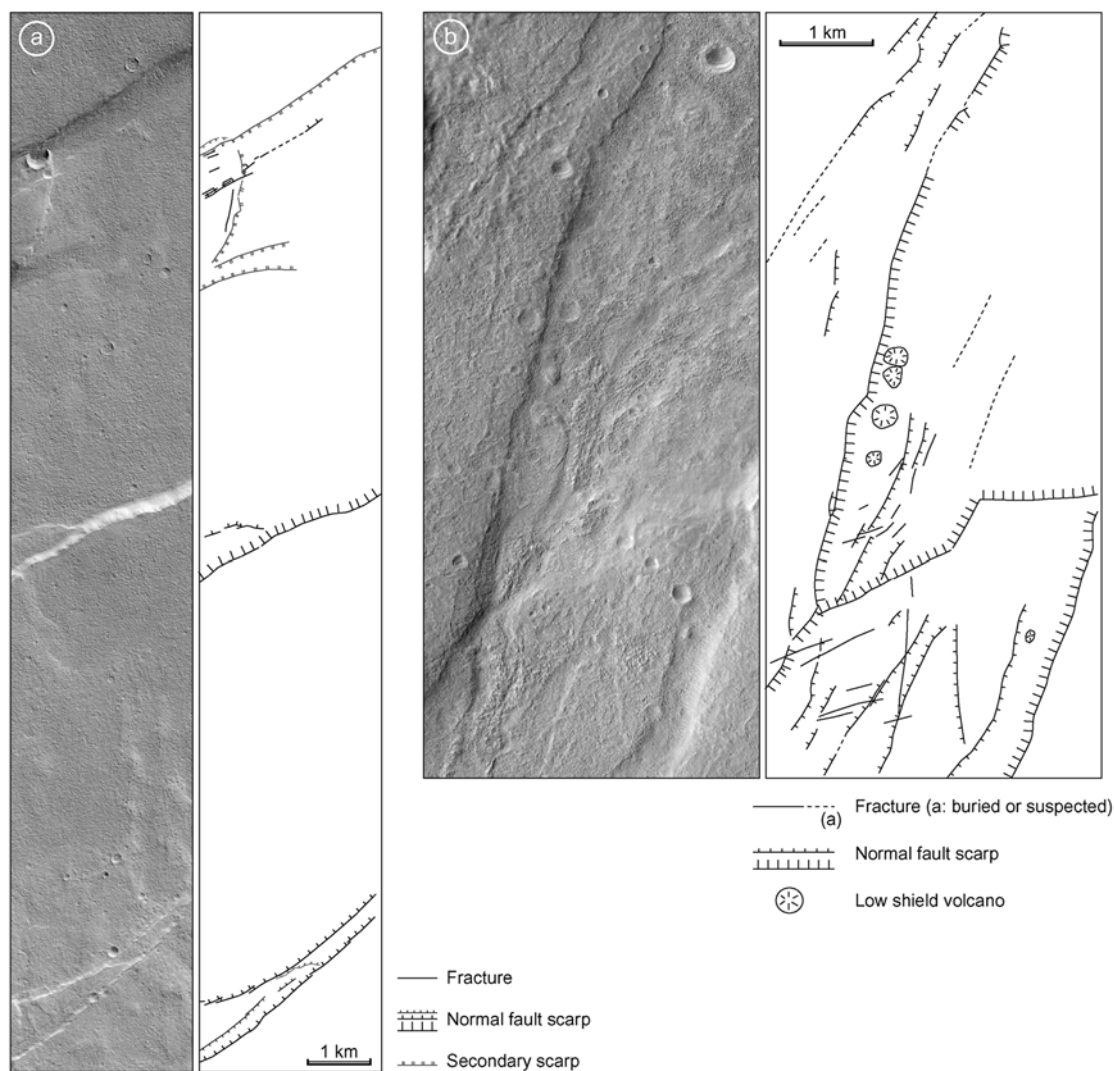 a
b
1 km
(a)
Fracture (a: buried or suspected)
Normal fault scarp
Low shield volcano
Fracture
Normal fault scarp
Secondary scarp
1 km